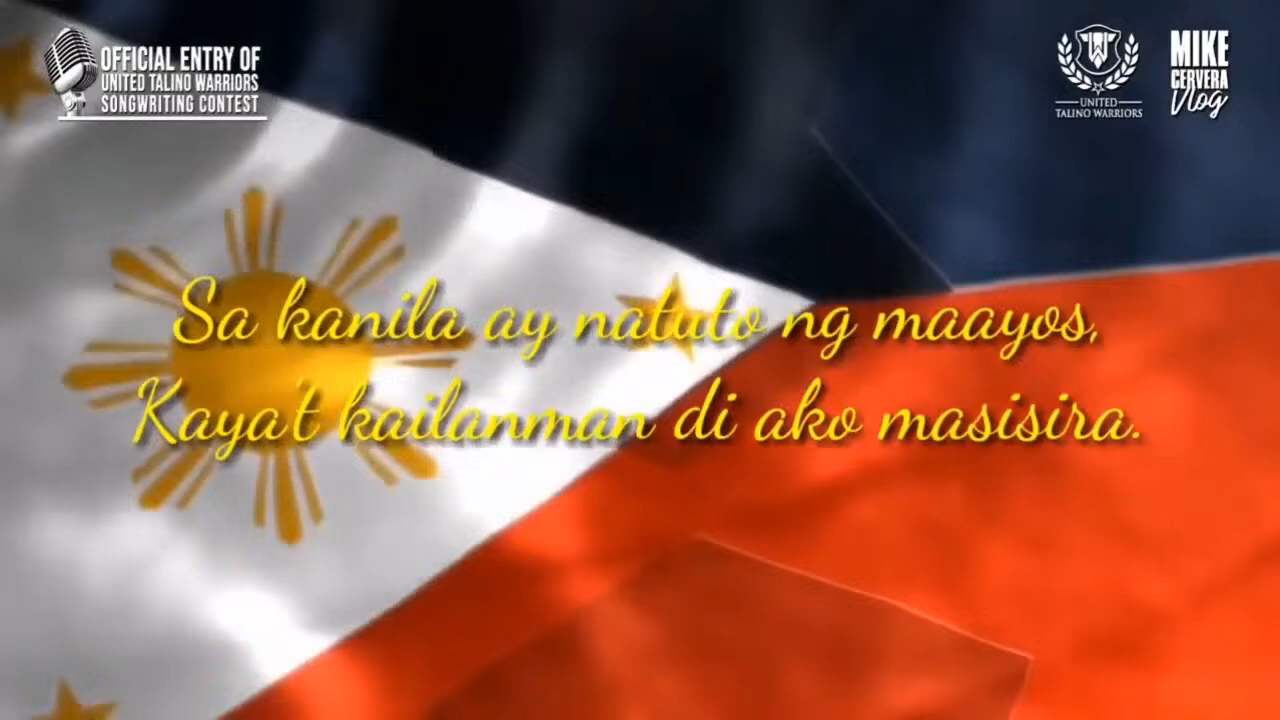 OFFICIAL ENTRY OF
UNITED TALINO WARRIORS
SONGWRITING CONTEST
UNITED
TALINO WARRIORS
MIKE
CERVERA
Vlog
Sa kanila ay natuto ng maayos,
Kaya't kailanman di ako masisira.